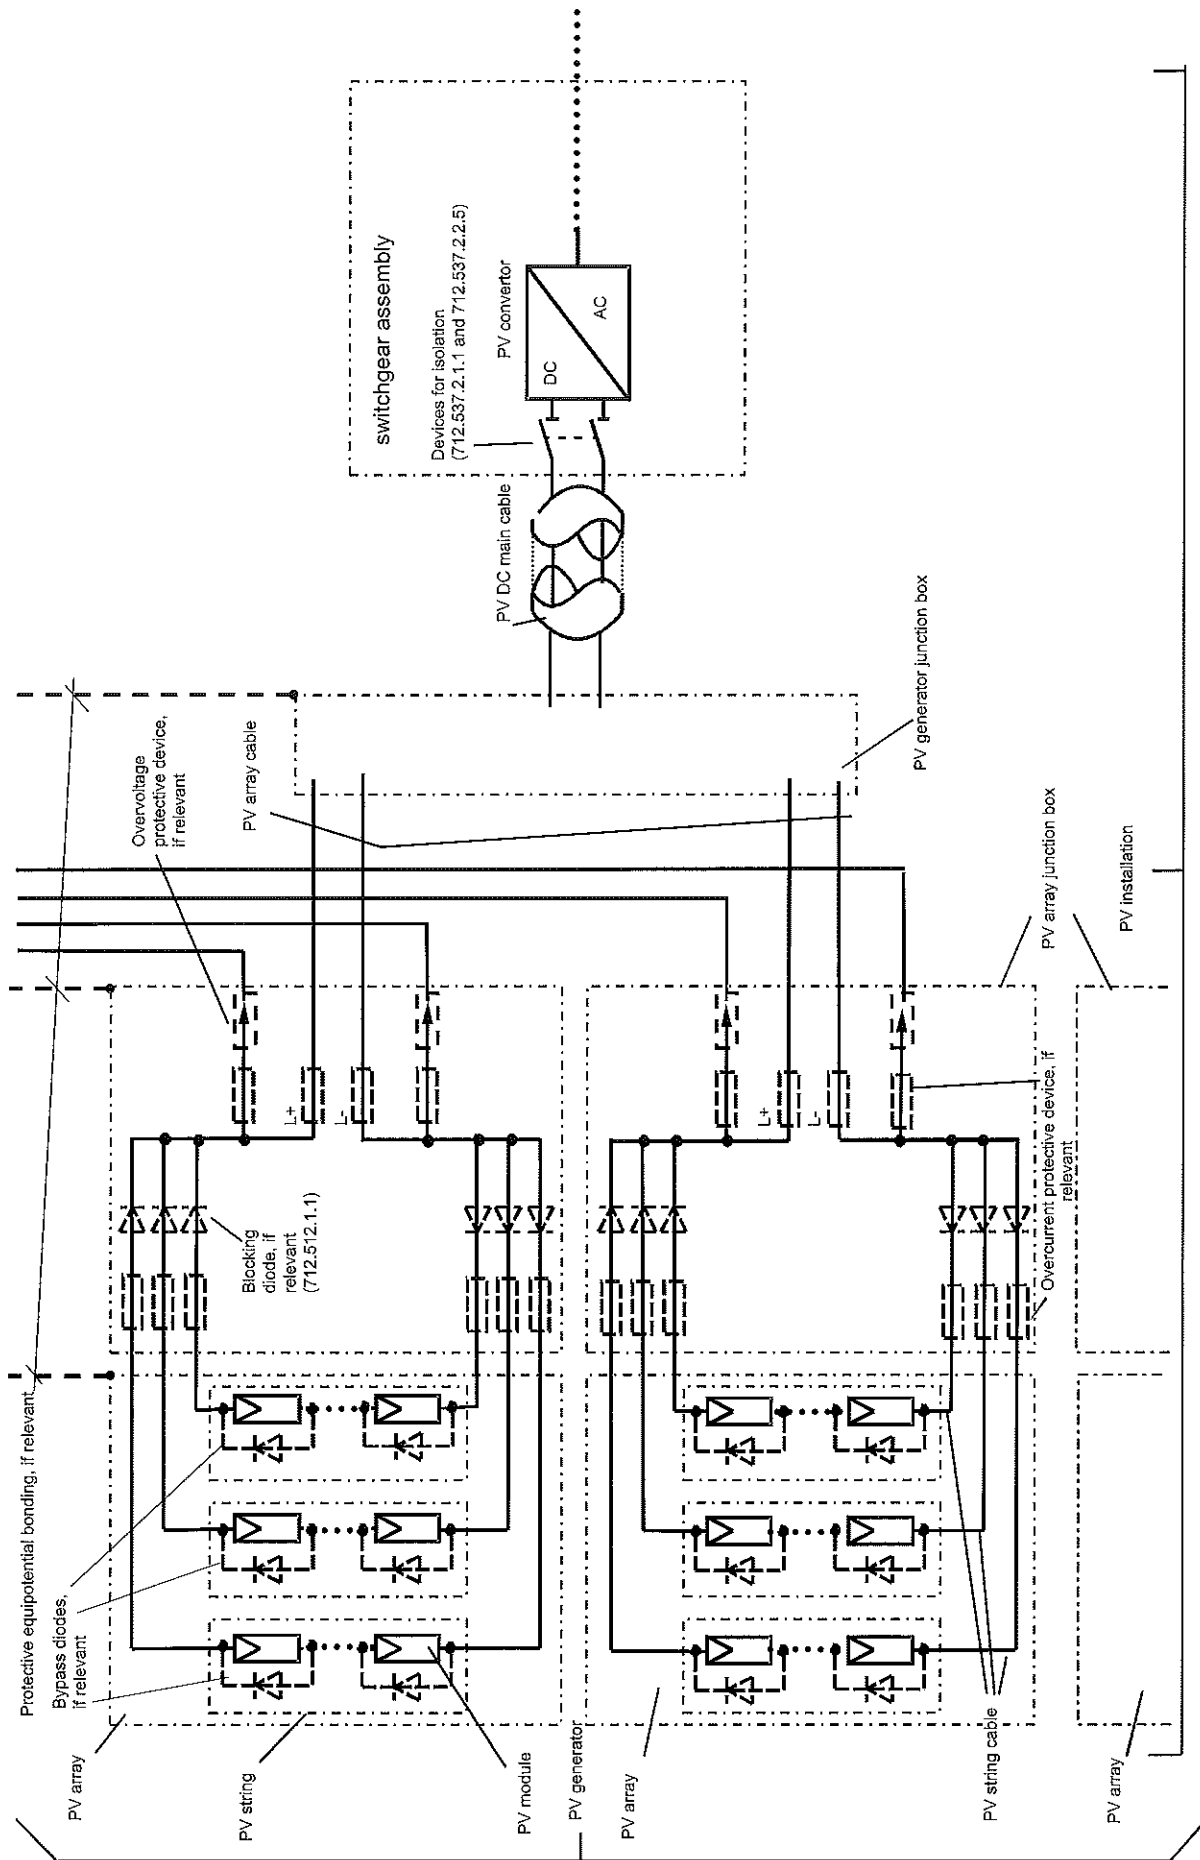 Protective equipotential bonding, if relevant
Bypass diodes,
if relevant
PV array
PV string
PV module
PV generator
PV array
PV string cable
PV array
Blocking
diode, if
relevant
(712.512.1.1)
L+
L-
L+
L-
Overcurrent protective device, if
relevant
Overvoltage
protective device,
if relevant
PV array cable
PV generator junction box
PV array junction box
PV installation
PV DC main cable
switchgear assembly
Devices for isolation
(712.537.2.1.1 and 712.537.2.2.5)
PV convertor
DC
AC